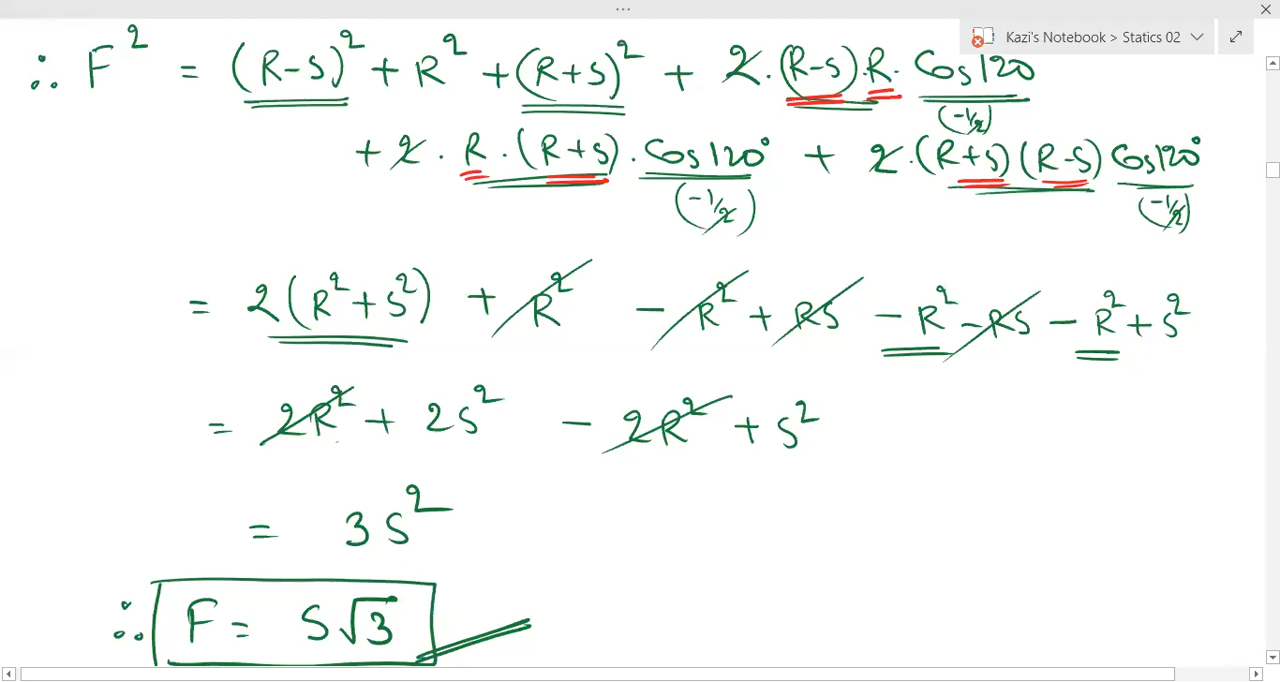 ...
Kazi's Notebook > Statics 02
∴ F² = (R-S)² + R² + (R+S)² + 2.(R-S).R. Cos120
(-1/2)
+ 2. R. (R+S). Cos120° + 2.(R+S)(R-S) Cos120°
(-1/2) (-1/2)
= 2(R²+S²) + R² - R² + RS - R² - RS - R² + S²
= 2R² + 2S² - 2R² + S²
= 3S²
∴ F = S√3